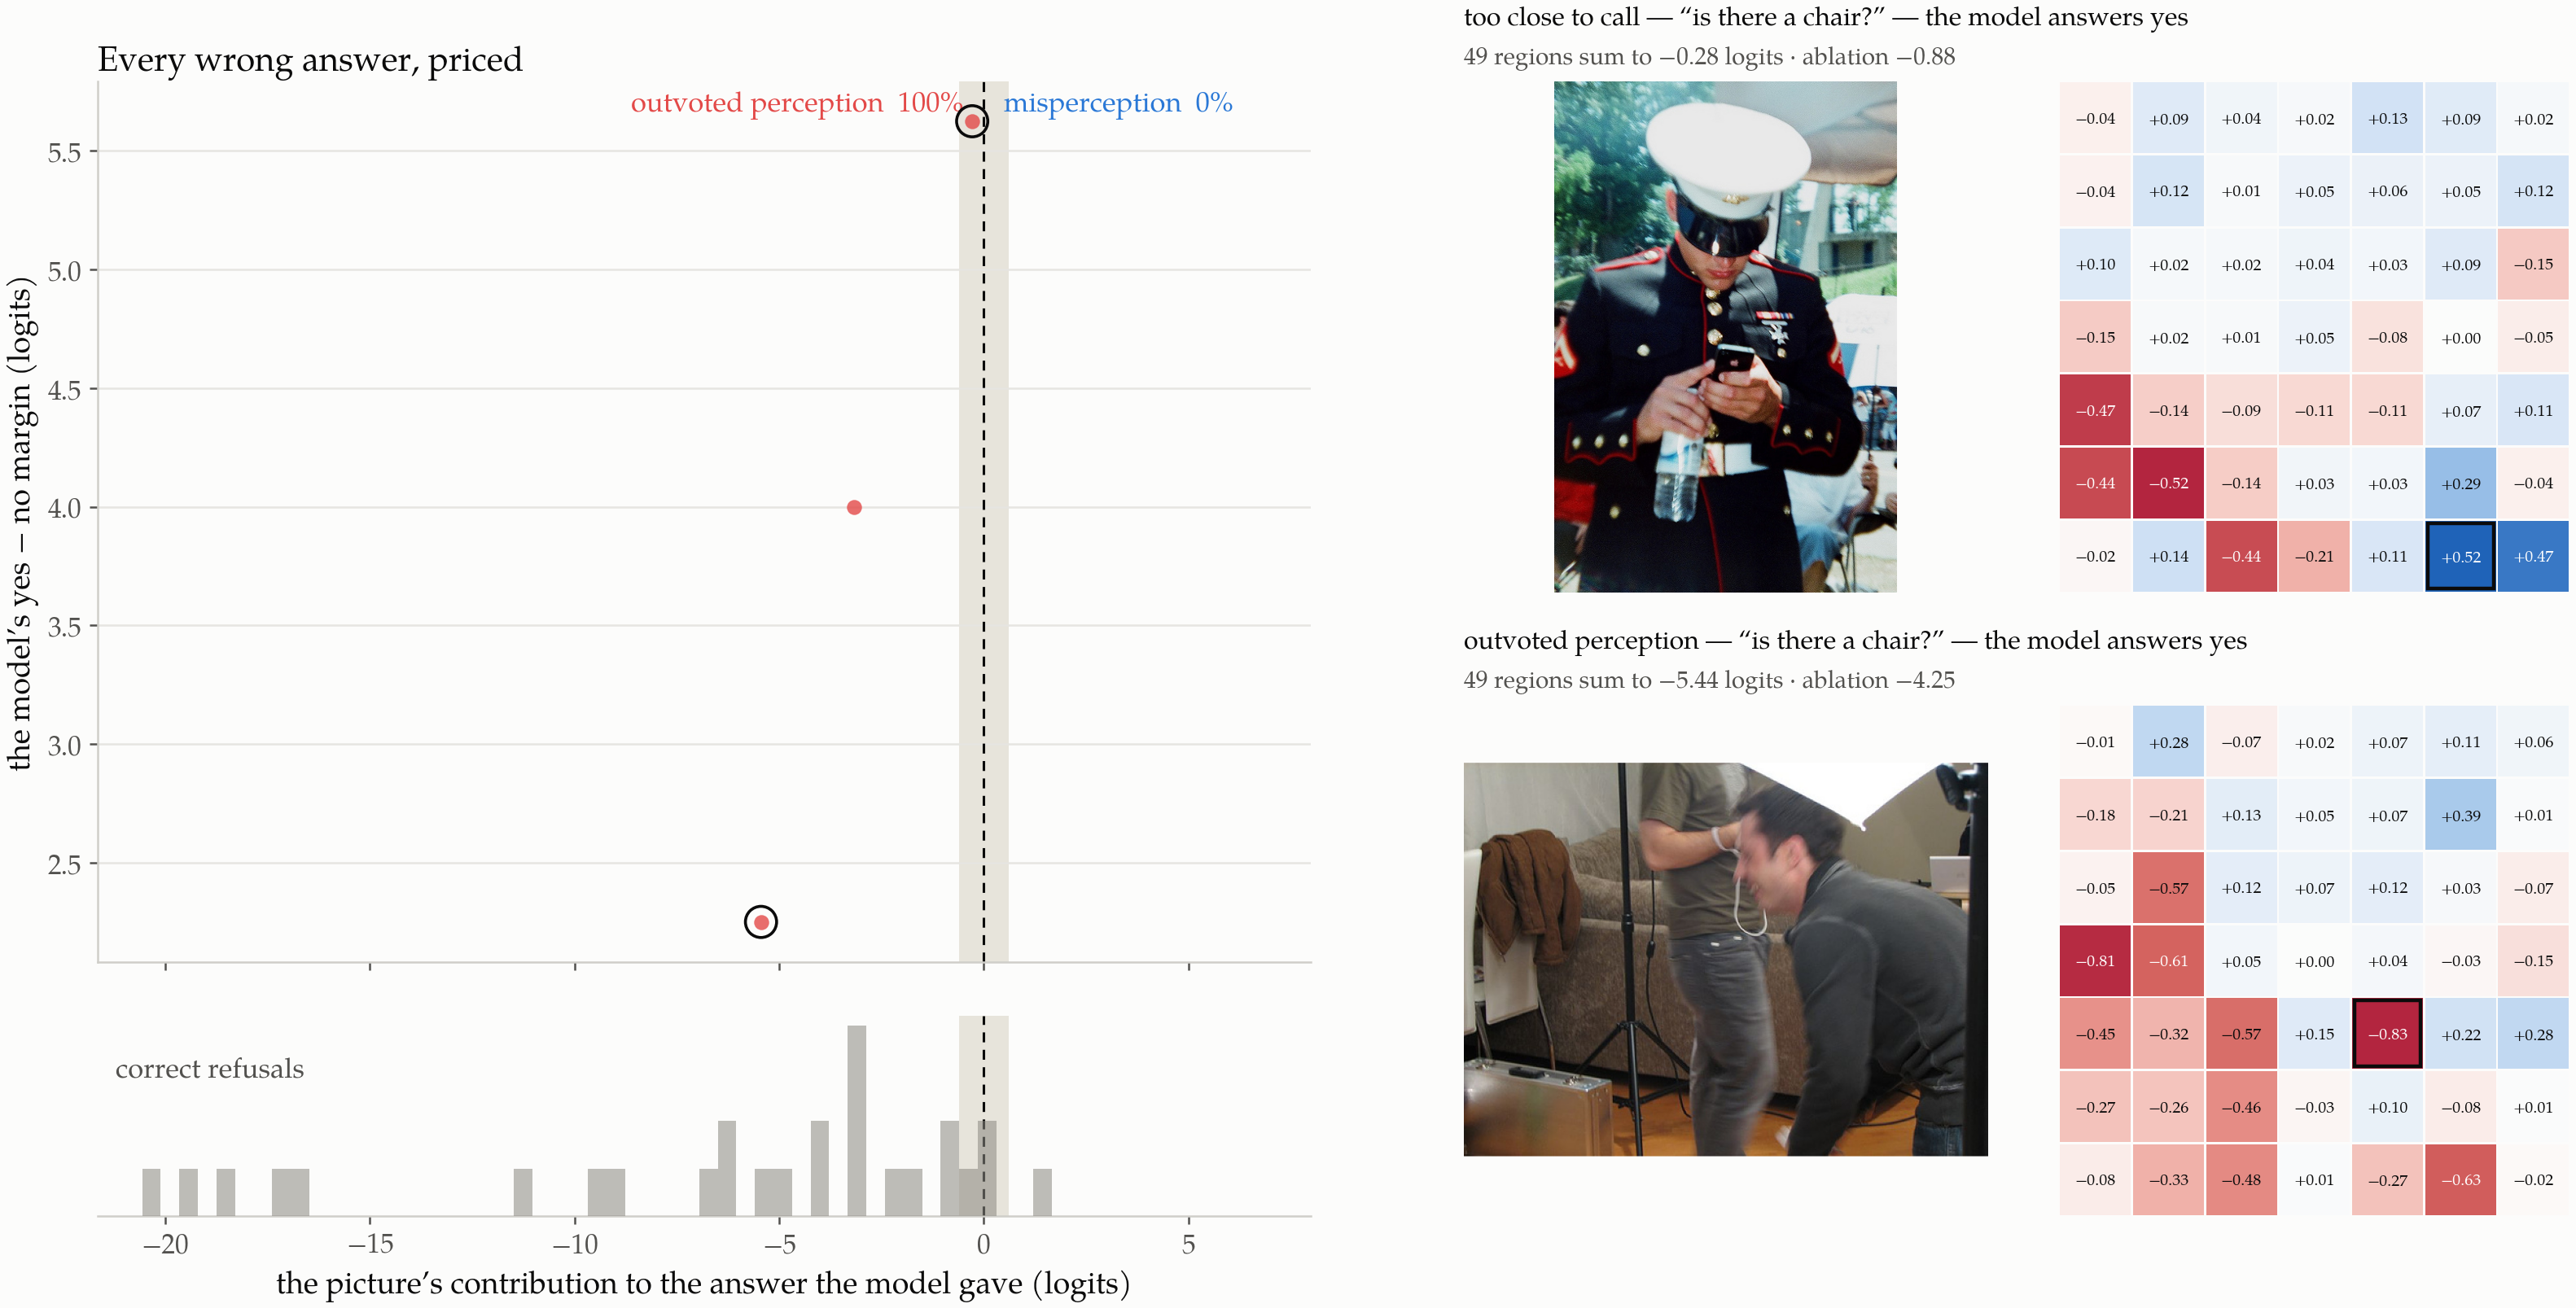 Every wrong answer, priced
outvoted perception 100%
misperception 0%
the model’s yes − no margin (logits)
5.5
5.0
4.5
4.0
3.5
3.0
2.5
correct refusals
−20 −15 −10 −5 0 5
the picture’s contribution to the answer the model gave (logits)
too close to call — “is there a chair?” — the model answers yes
49 regions sum to −0.28 logits · ablation −0.88
−0.04 +0.09 +0.04 +0.02 +0.13 +0.09 +0.02
−0.04 +0.12 +0.01 +0.05 +0.06 +0.05 +0.12
+0.10 +0.02 +0.02 +0.04 +0.03 +0.09 −0.15
−0.15 +0.02 +0.01 +0.05 −0.08 +0.00 −0.05
−0.47 −0.14 −0.09 −0.11 −0.11 +0.07 +0.11
−0.44 −0.52 −0.14 +0.03 +0.03 +0.29 −0.04
−0.02 +0.14 −0.44 −0.21 +0.11 +0.52 +0.47
outvoted perception — “is there a chair?” — the model answers yes
49 regions sum to −5.44 logits · ablation −4.25
−0.01 +0.28 −0.07 +0.02 +0.07 +0.11 +0.06
−0.18 −0.21 +0.13 +0.05 +0.07 +0.39 +0.01
−0.05 −0.57 +0.12 +0.07 +0.12 +0.03 −0.07
−0.81 −0.61 +0.05 +0.00 +0.04 −0.03 −0.15
−0.45 −0.32 −0.57 +0.15 −0.83 +0.22 +0.28
−0.27 −0.26 −0.46 −0.03 +0.10 −0.08 +0.01
−0.08 −0.33 −0.48 +0.01 −0.27 −0.63 −0.02